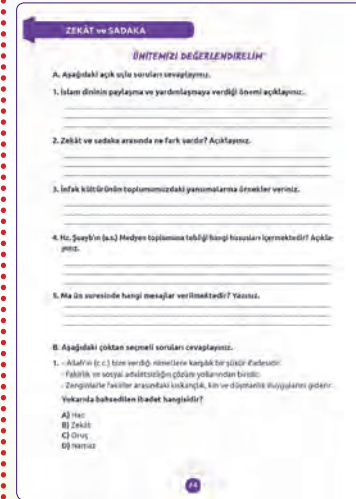 ZEKÂT ve SADAKA
ÜNİTEMİZİ DEĞERLENDİRELİM
A. Aşağıdaki açık uçlu soruları cevaplayınız.
1. İslam dininin paylaşma ve yardımlaşmaya verdiği önemi açıklayınız.
2. Zekât ve sadaka arasında ne fark vardır? Açıklayınız.
3. İnfak kültürünün toplumumuzdaki yansımalarına örnekler veriniz.
4. Hz. Şuayb'ın (a.s.) Medyen toplumuna tebliği hangi hususları içermektedir? Açıkla-
yınız.
5. Ma ûn suresinde hangi mesajlar verilmektedir? Yazınız.
B. Aşağıdaki çoktan seçmeli soruları cevaplayınız.
1. - Allah'ın (c.c.) bize verdiği nimetlere karşılık bir şükür ifadesidir.
- Fakirlik ve sosyal adaletsizliğin çözüm yollarından biridir.
- Zenginlerle fakirler arasındaki kıskançlık, kin ve düşmanlık duygularını giderir.
Yukarıda bahsedilen ibadet hangisidir?
A) Hac
B) Zekât
C) Oruç
D) Namaz